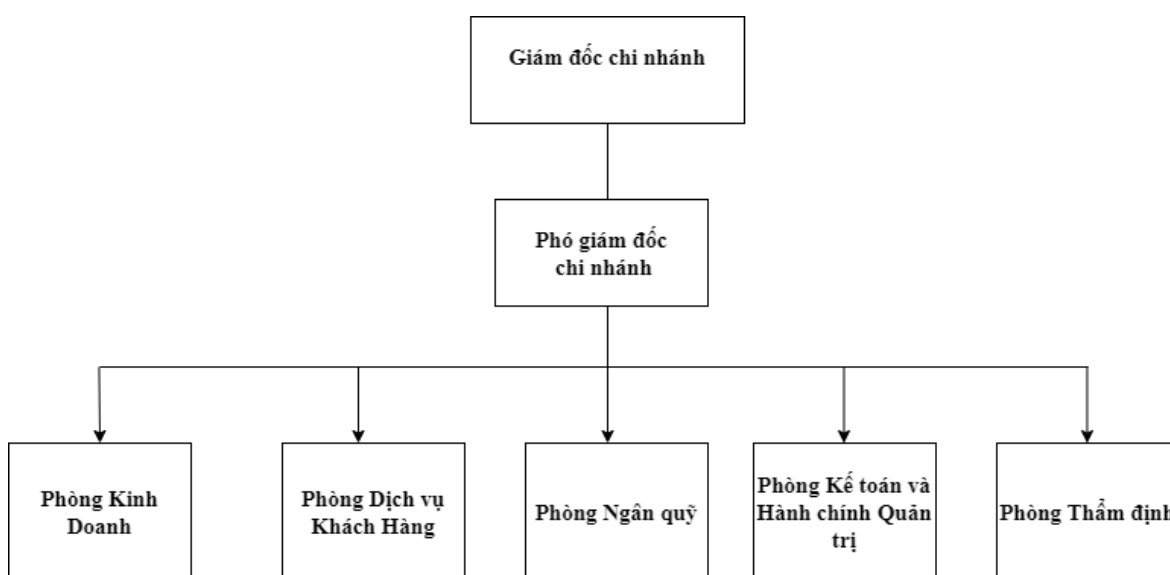 Giám đốc chi nhánh
Phó giám đốc
chi nhánh
Phòng Kinh
Doanh
Phòng Dịch vụ
Khách Hàng
Phòng Ngân quỹ
Phòng Kế toán và
Hành chính Quản
trị
Phòng Thẩm định